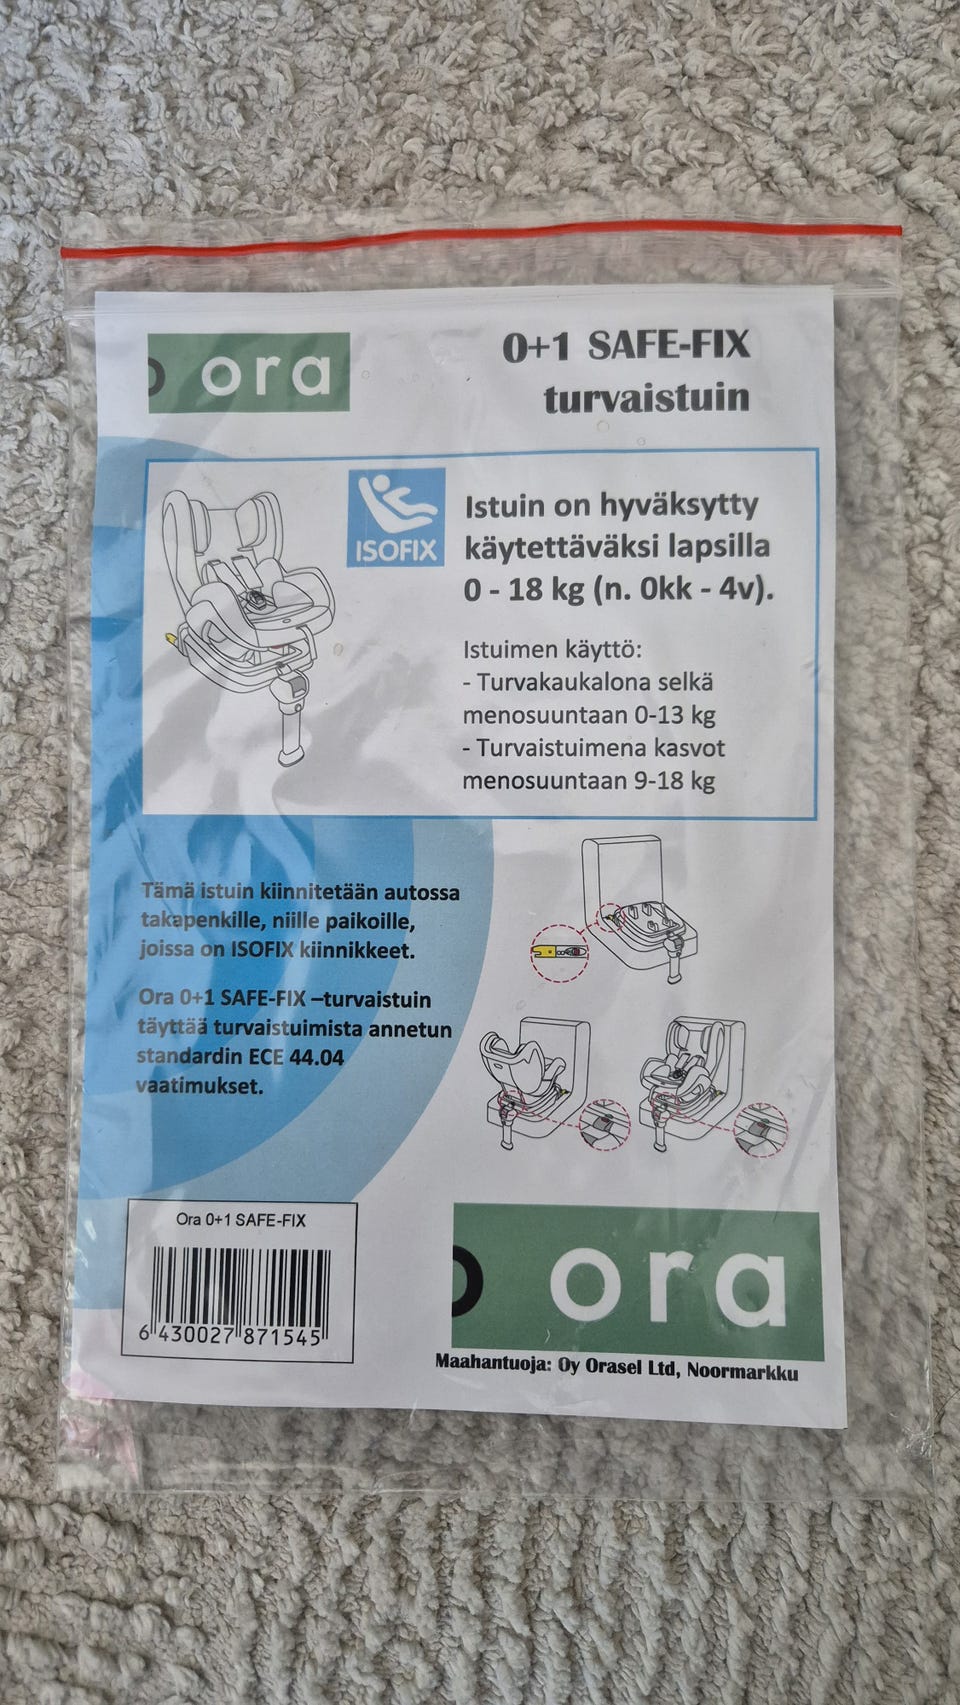 ora
0+1 SAFE-FIX
turvaistuin
ISOFIX
Istuin on hyväksytty
käytettäväksi lapsilla
0 - 18 kg (n. 0kk - 4v).
Istuimen käyttö:
- Turvakaukalona selkä
menosuuntaan 0-13 kg
- Turvaistuimena kasvot
menosuuntaan 9-18 kg
Tämä istuin kiinnitetään autossa
takapenkille, niille paikoille,
joissa on ISOFIX kiinnikkeet.
Ora 0+1 SAFE-FIX –turvaistuin
täyttää turvaistuimista annetun
standardin ECE 44.04
vaatimukset.
Ora 0+1 SAFE-FIX
6 430027 871545
ora
Maahantuoja: Oy Orasel Ltd, Noormarkku